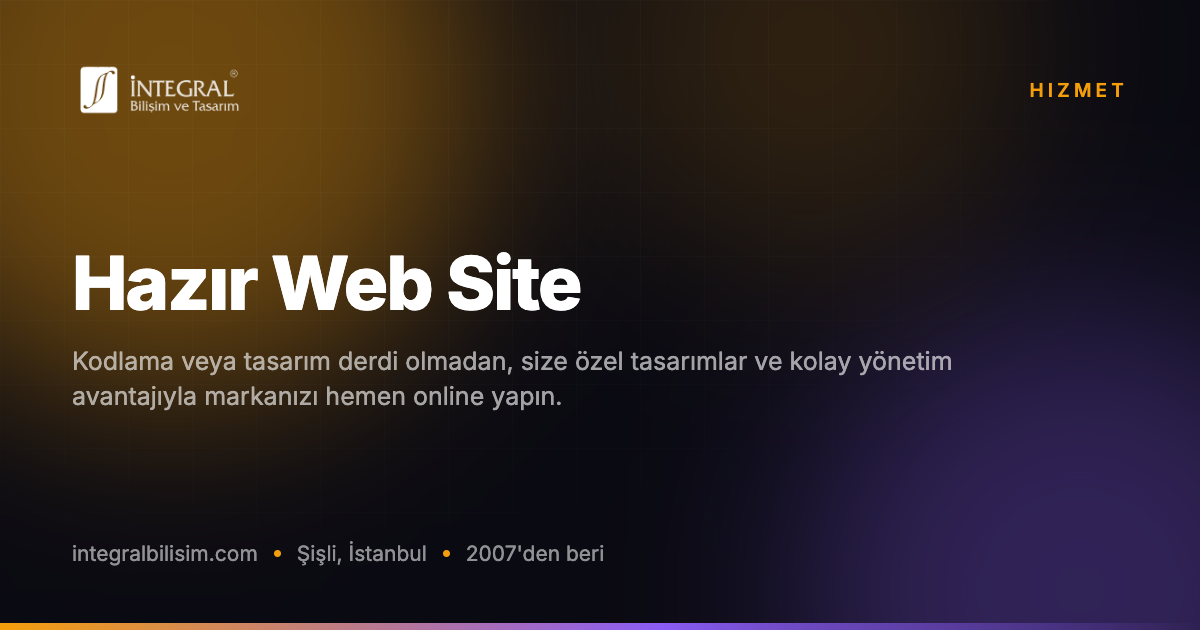 İNTEGRAL®
Bilişim ve Tasarım
HIZMET
Hazır Web Site
Kodlama veya tasarım derdi olmadan, size özel tasarımlar ve kolay yönetim
avantajıyla markanızı hemen online yapın.
integralbilisim.com • Şişli, İstanbul • 2007'den beri